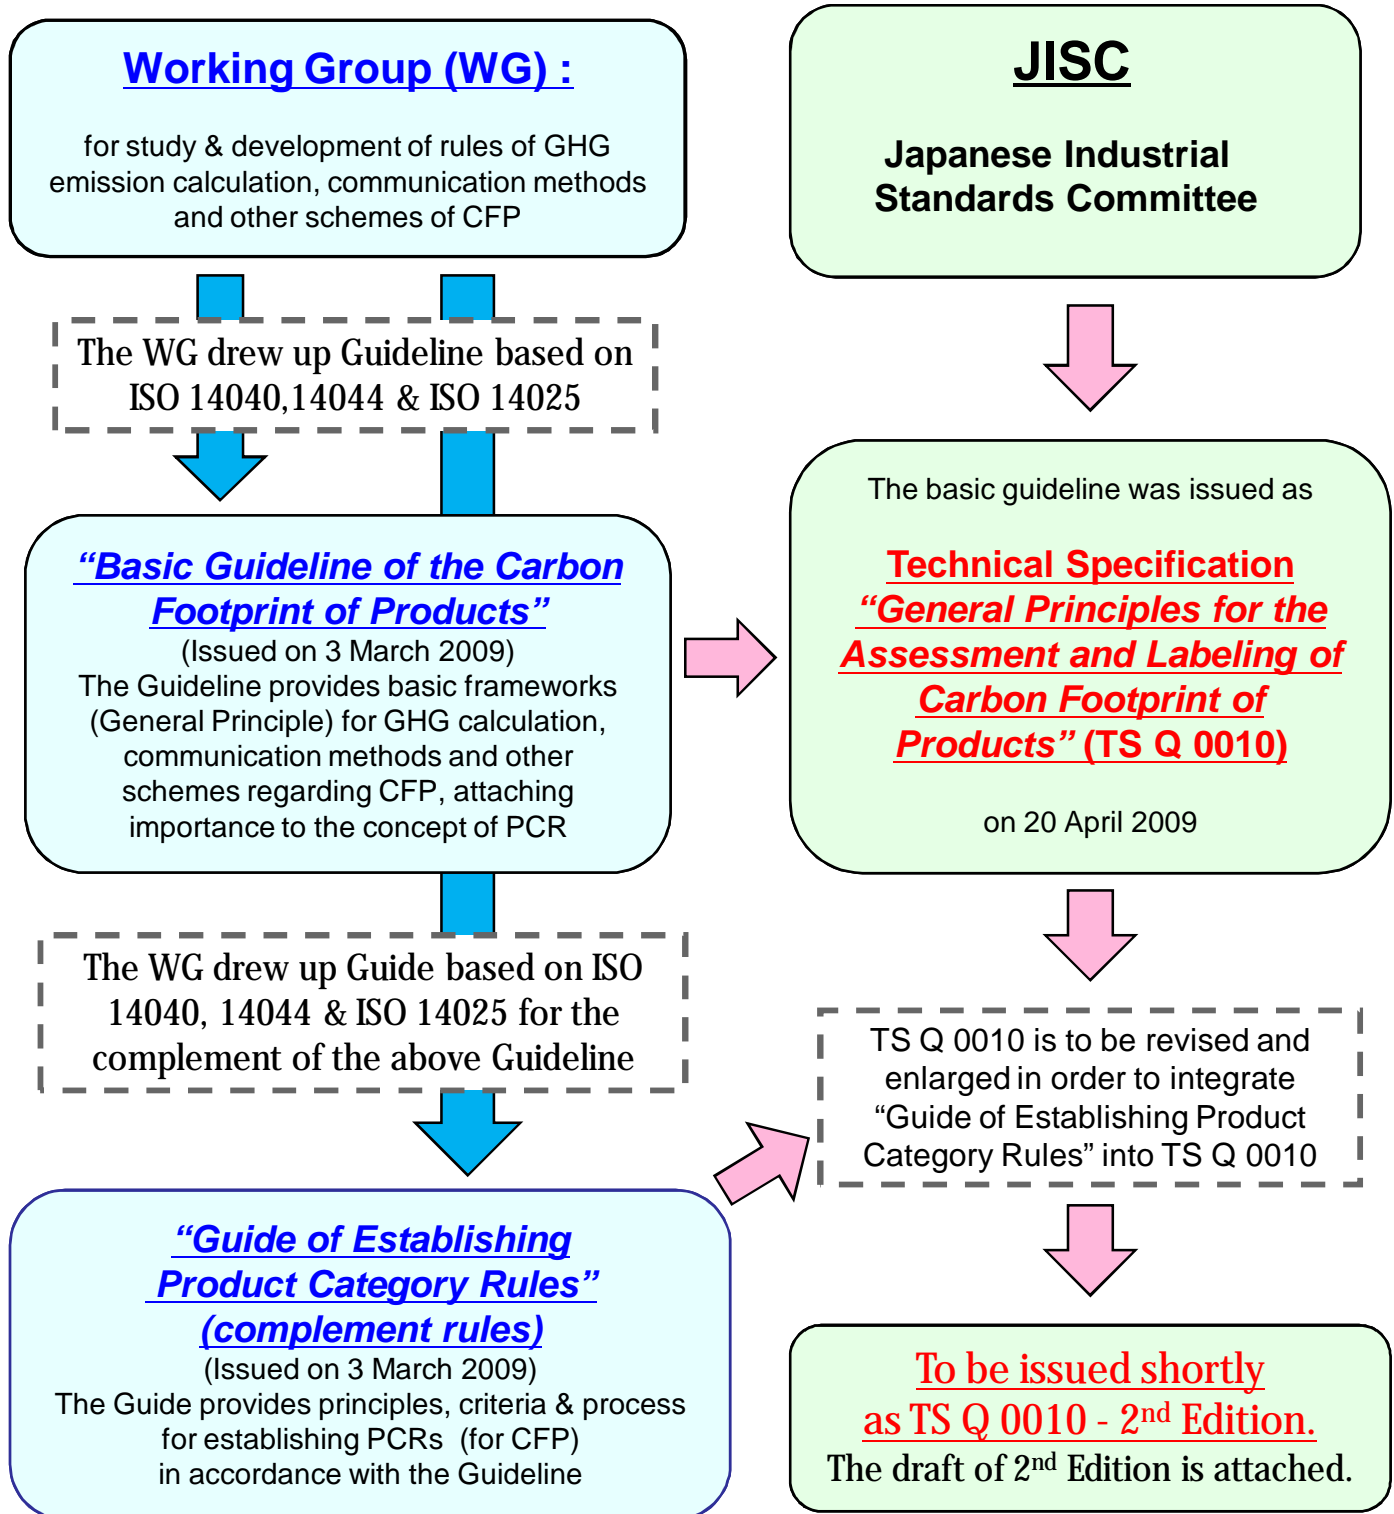 Working Group (WG) :
for study & development of rules of GHG
emission calculation, communication methods
and other schemes of CFP
The WG drew up Guideline based on
ISO 14040,14044 & ISO 14025
“Basic Guideline of the Carbon
Footprint of Products”
(Issued on 3 March 2009)
The Guideline provides basic frameworks
(General Principle) for GHG calculation,
communication methods and other
schemes regarding CFP, attaching
importance to the concept of PCR
The WG drew up Guide based on ISO
14040, 14044 & ISO 14025 for the
complement of the above Guideline
“Guide of Establishing
Product Category Rules”
(complement rules)
(Issued on 3 March 2009)
The Guide provides principles, criteria & process
for establishing PCRs (for CFP)
in accordance with the Guideline
JISC
Japanese Industrial
Standards Committee
The basic guideline was issued as
Technical Specification
“General Principles for the
Assessment and Labeling of
Carbon Footprint of
Products” (TS Q 0010)
on 20 April 2009
TS Q 0010 is to be revised and
enlarged in order to integrate
“Guide of Establishing Product
Category Rules” into TS Q 0010
To be issued shortly
as TS Q 0010 - 2nd Edition.
The draft of 2nd Edition is attached.